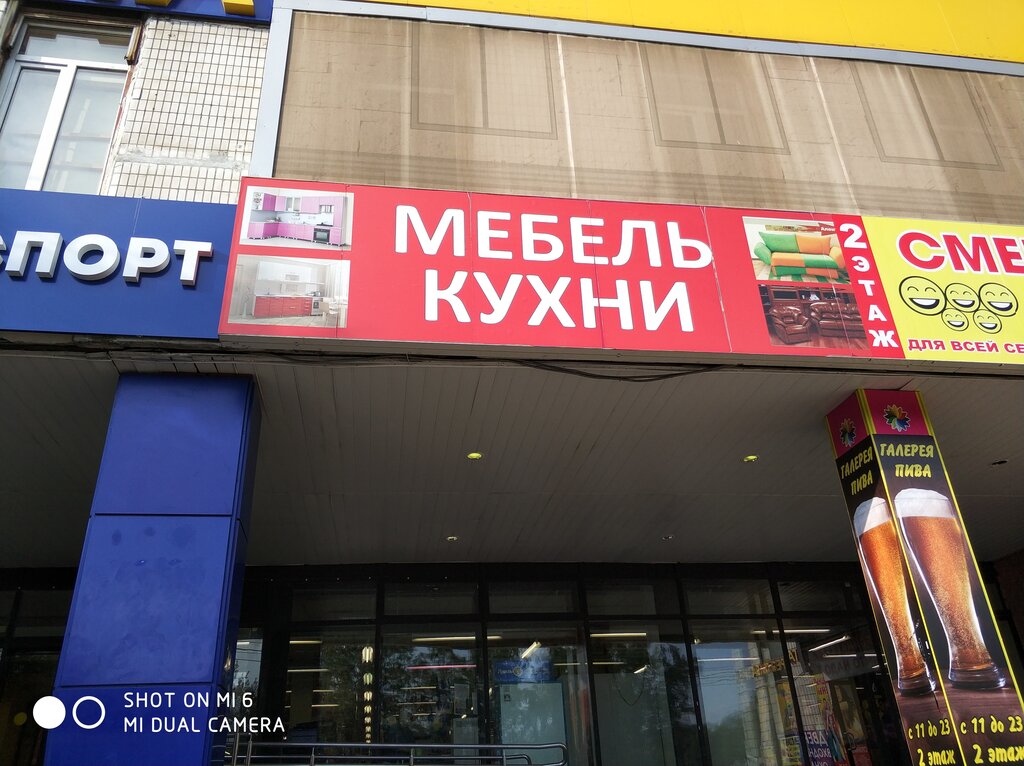 СПОРТ
МЕБЕЛЬ
КУХНИ
2 ЭТАЖ
СМЕ
ДЛЯ ВСЕЙ СЕ
ГАЛЕРЕЯ
ПИВА
ГАЛЕРЕЯ
ПИВА
с 11 до 23
2 этаж
с 11 до 23
2 этаж
SHOT ON MI 6
MI DUAL CAMERA